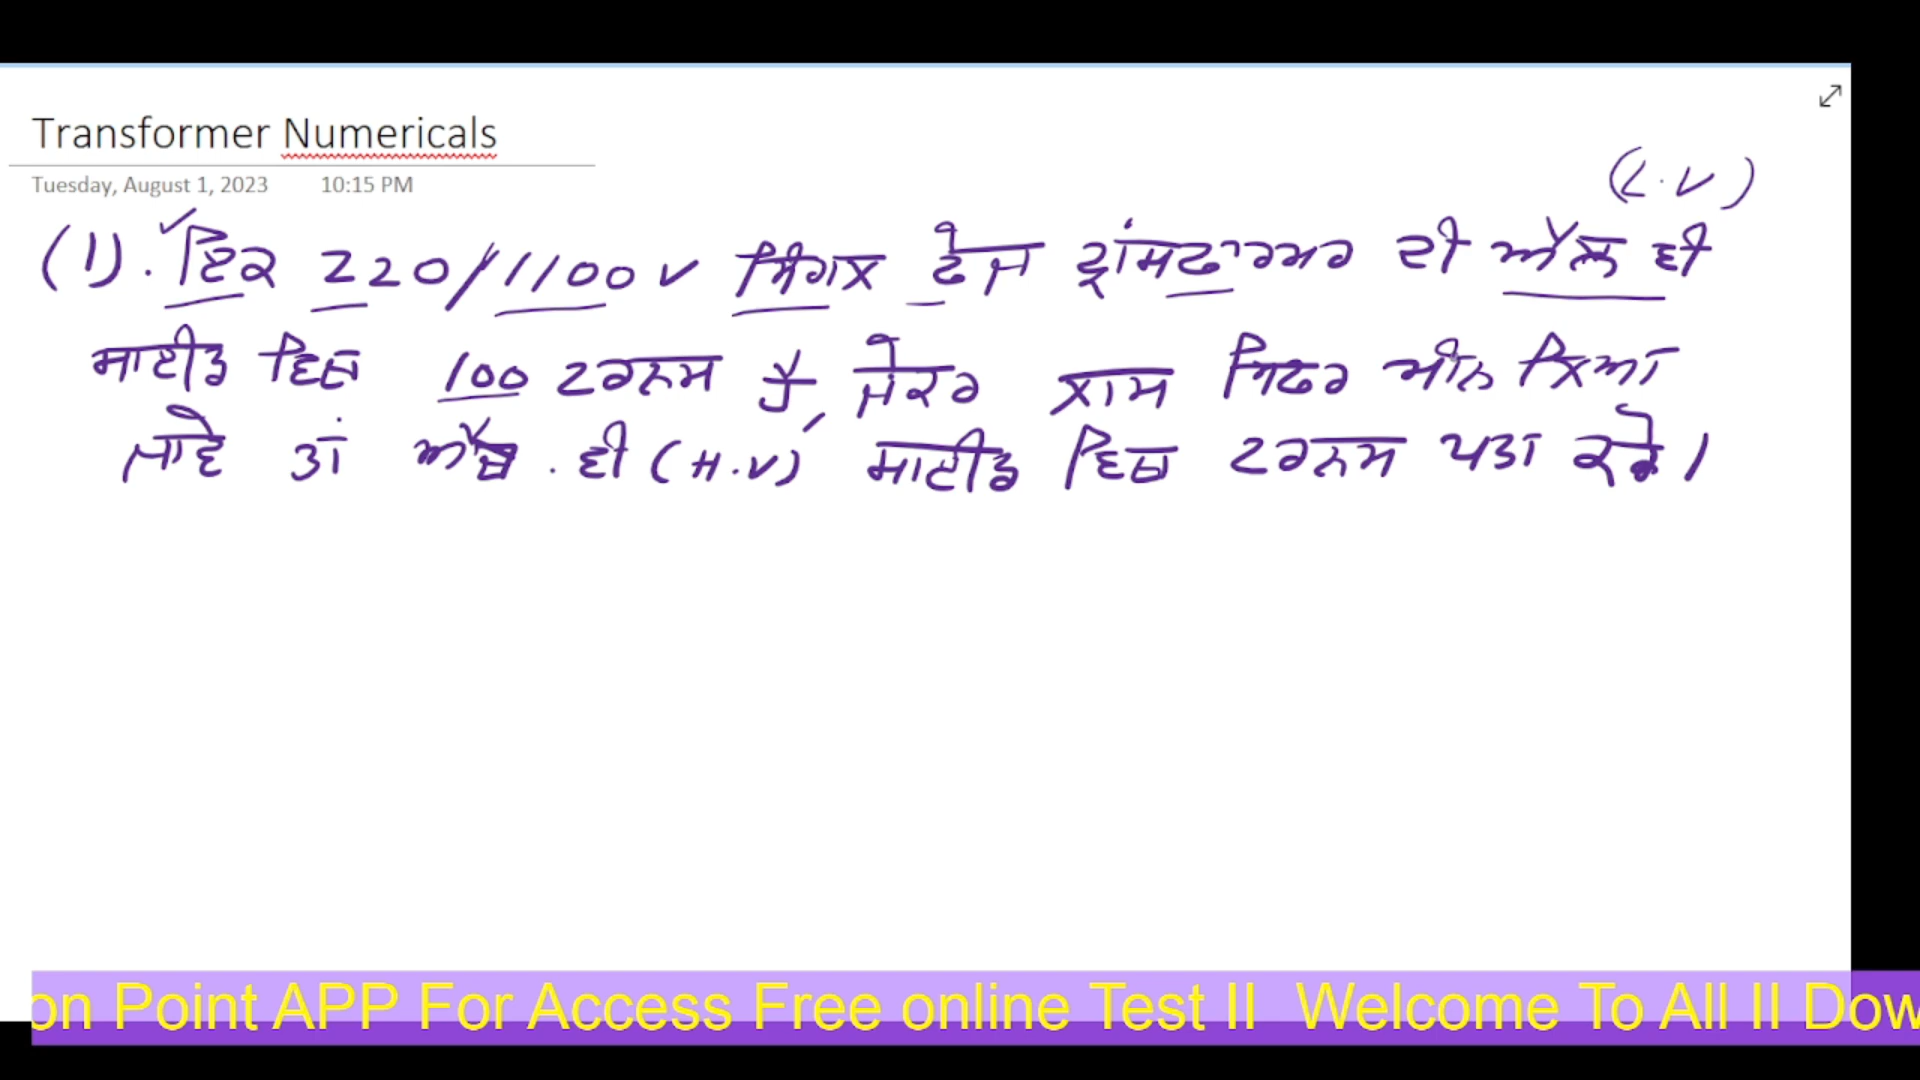 Transformer Numericals
Tuesday, August 1, 2023 10:15 PM
(L.V)
(1). ਇਕ 220/1100 V ਸਿੰਗਲ ਫੇਜ ਟ੍ਰਾਂਸਫਾਰਮਰ ਦੀ ਐੱਲ ਵੀ
ਸਾਈਡ ਵਿਚ 100 ਟਰਨਸ ਹੈ, ਜੇਕਰ ਲਾਸ ਸਿਫਰ ਮੰਨ ਲਿਆ
ਜਾਵੇ ਤਾਂ ਐੱਚ. ਵੀ (H.V) ਸਾਈਡ ਵਿਚ ਟਰਨਸ ਪਤਾ ਕਰੋ।
on Point APP For Access Free online Test II Welcome To All II Dow